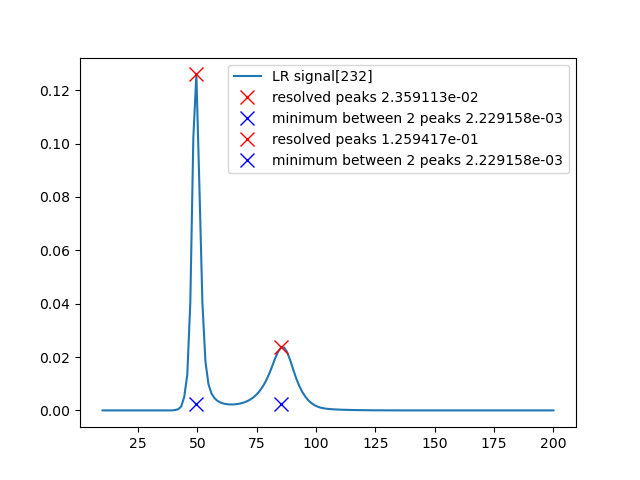 LR signal[232]
resolved peaks 2.359113e-02
minimum between 2 peaks 2.229158e-03
resolved peaks 1.259417e-01
minimum between 2 peaks 2.229158e-03
0.12
0.10
0.08
0.06
0.04
0.02
0.00
25 50 75 100 125 150 175 200